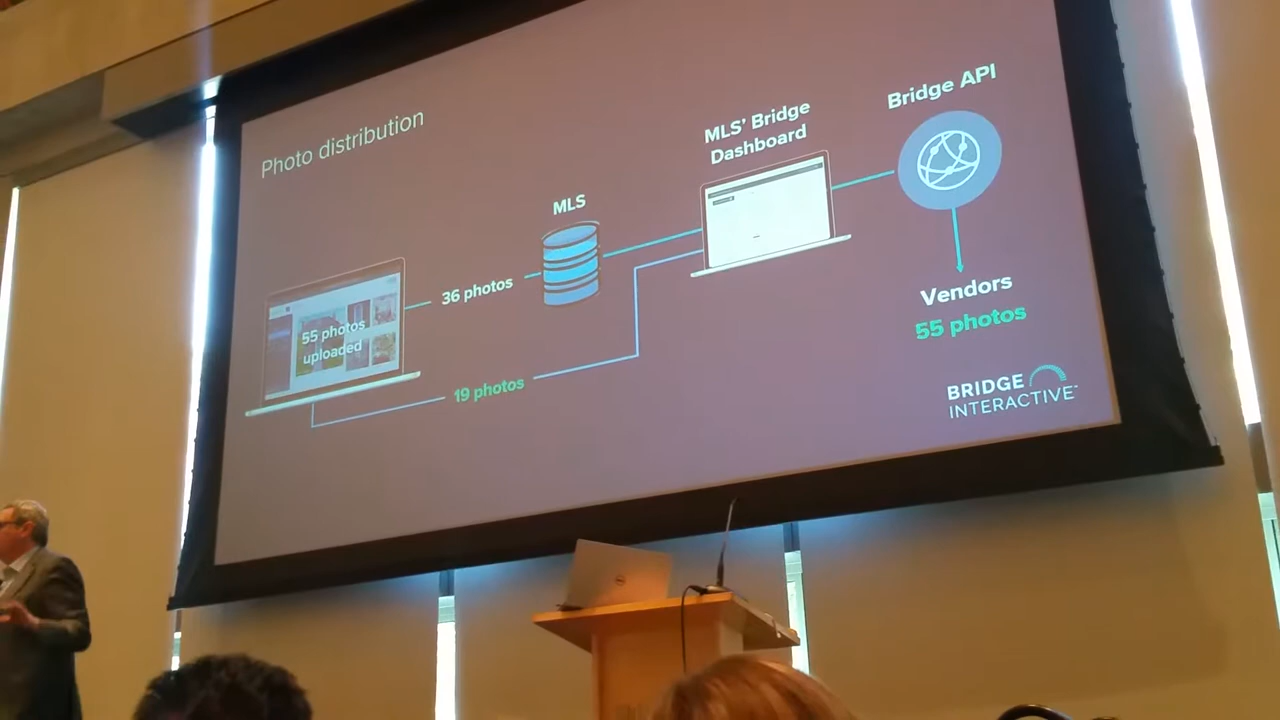 Photo distribution
55 photos
uploaded
36 photos
19 photos
MLS
MLS' Bridge
Dashboard
Bridge API
Vendors
55 photos
BRIDGE
INTERACTIVE